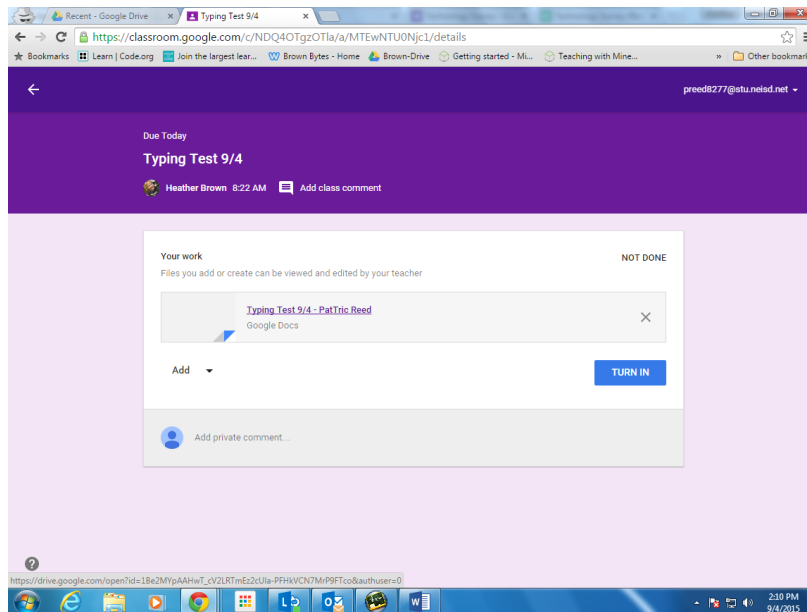 Recent - Google Drive
Typing Test 9/4
https://classroom.google.com/c/NDQ4OTgzOTla/a/MTEwNTU0Njc1/details
Bookmarks
Learn | Code.org
Join the largest lear...
Brown Bytes - Home
Brown-Drive
Getting started - Mi...
Teaching with Mine...
»
Other bookmar
preed8277@stu.neisd.net
Due Today
Typing Test 9/4
Heather Brown 8:22 AM Add class comment
Your work NOT DONE
Files you add or create can be viewed and edited by your teacher
Typing Test 9/4 - PatTric Reed
Google Docs
Add TURN IN
Add private comment...
https://drive.google.com/open?id=1Be2MYpAAHwT_cV2LRTmEz2cUIa-PFHkVCN7MrP9FTco&authuser=0
2:10 PM
9/4/2015